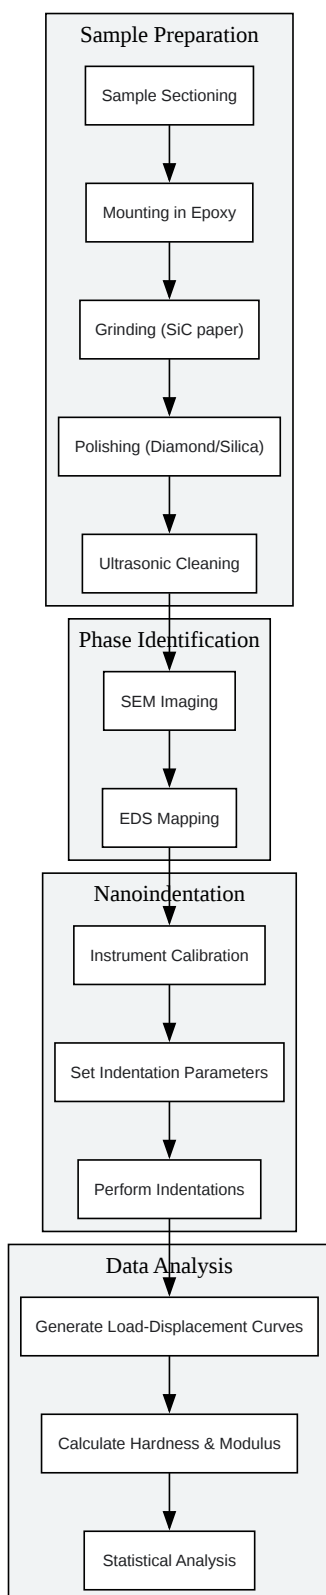 Sample Preparation
Sample Sectioning
Mounting in Epoxy
Grinding (SiC paper)
Polishing (Diamond/Silica)
Ultrasonic Cleaning
Phase Identification
SEM Imaging
EDS Mapping
Nanoindentation
Instrument Calibration
Set Indentation Parameters
Perform Indentations
Data Analysis
Generate Load-Displacement Curves
Calculate Hardness & Modulus
Statistical Analysis